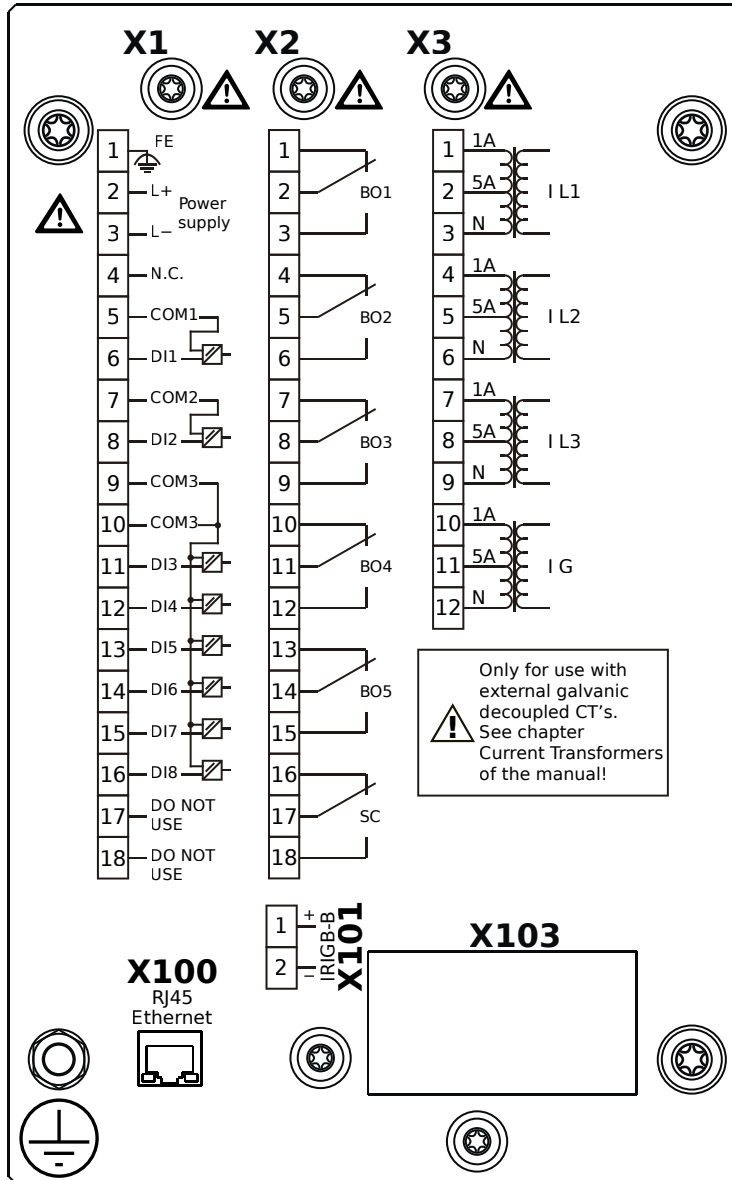 X1 X2 X3
1 FE
2 L+
Power
supply
3 L−
4 N.C.
5 COM1
6 DI1
7 COM2
8 DI2
9 COM3
10 COM3
11 DI3
12 DI4
13 DI5
14 DI6
15 DI7
16 DI8
17 DO NOT
USE
18 DO NOT
USE
1
2 BO1
3
4
5 BO2
6
7
8 BO3
9
10
11 BO4
12
13
14 BO5
15
16
17 SC
18
1 1A
2 5A I L1
3 N
4 1A
5 5A I L2
6 N
7 1A
8 5A I L3
9 N
10 1A
11 5A I G
12 N
Only for use with
external galvanic
decoupled CT's.
See chapter
Current Transformers
of the manual!
1 +
2 −
IRIGB-B
X101
X103
X100
RJ45
Ethernet